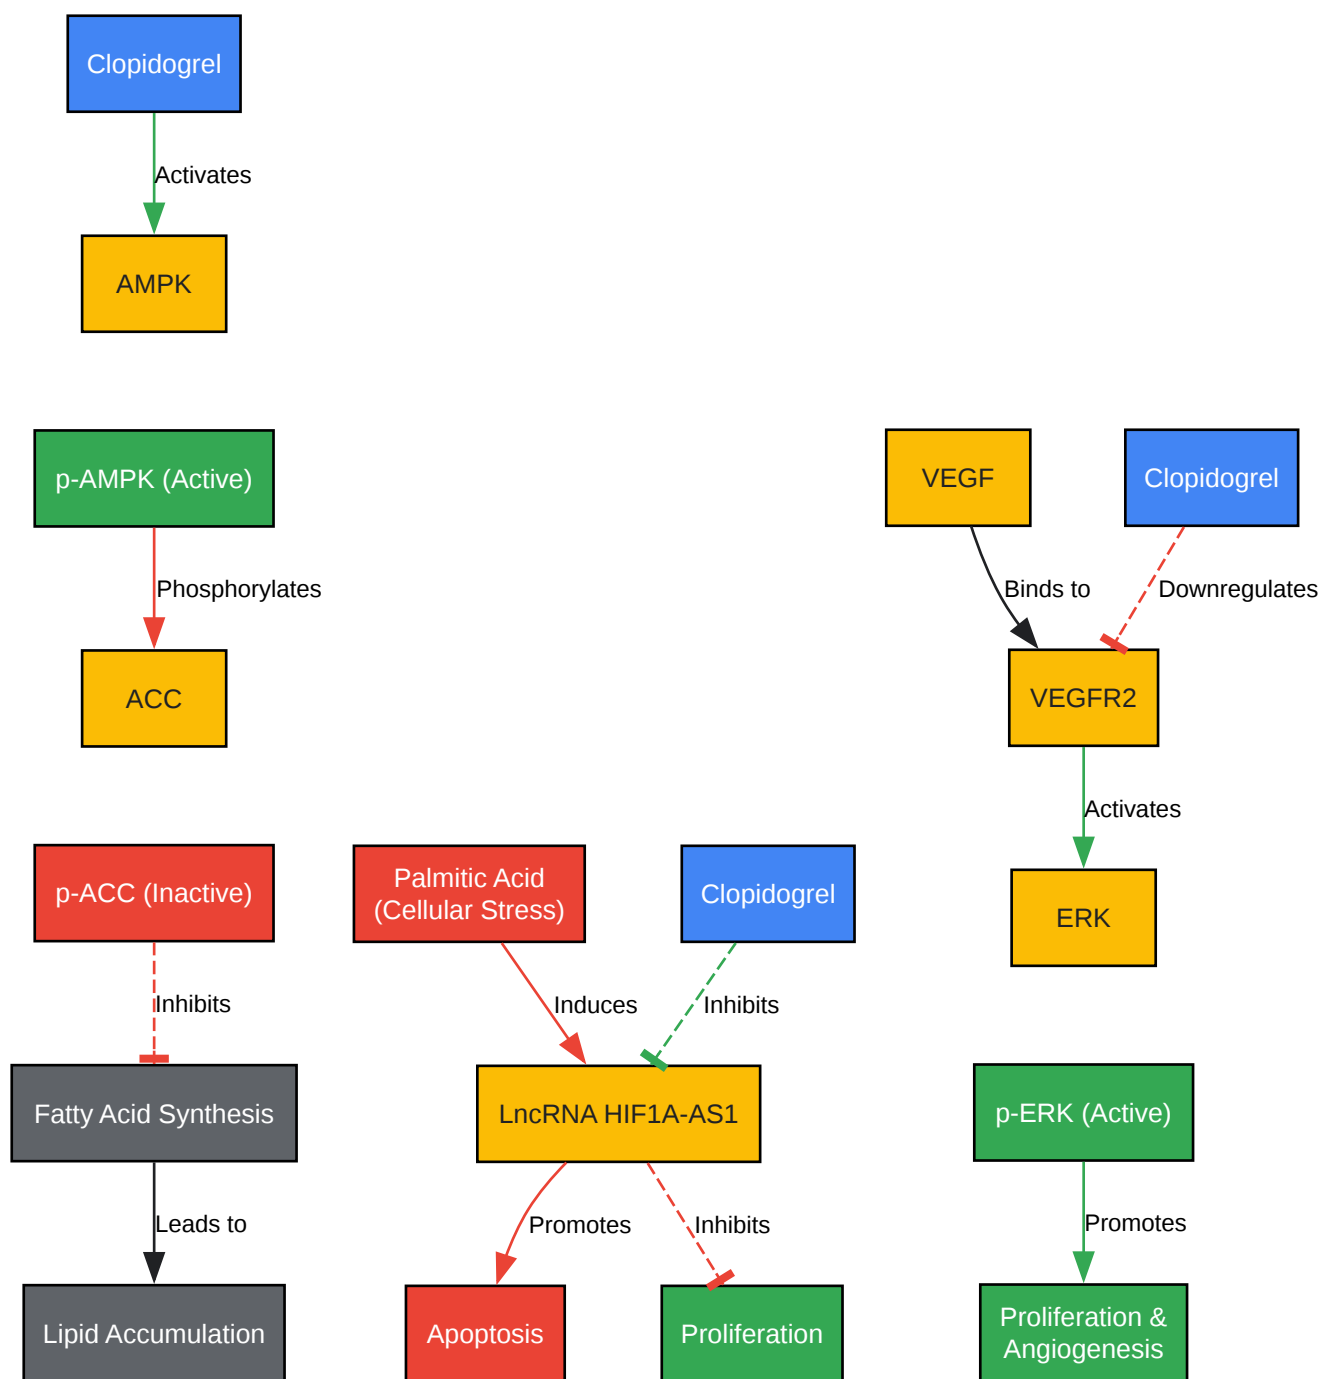 Clopidogrel
Activates
AMPK
p-AMPK (Active)
Phosphorylates
ACC
p-ACC (Inactive)
Inhibits
Fatty Acid Synthesis
Leads to
Lipid Accumulation
Palmitic Acid
(Cellular Stress)
Clopidogrel
Induces
Inhibits
LncRNA HIF1A-AS1
Promotes
Inhibits
Apoptosis
Proliferation
VEGF
Clopidogrel
Binds to
Downregulates
VEGFR2
Activates
ERK
p-ERK (Active)
Promotes
Proliferation &
Angiogenesis